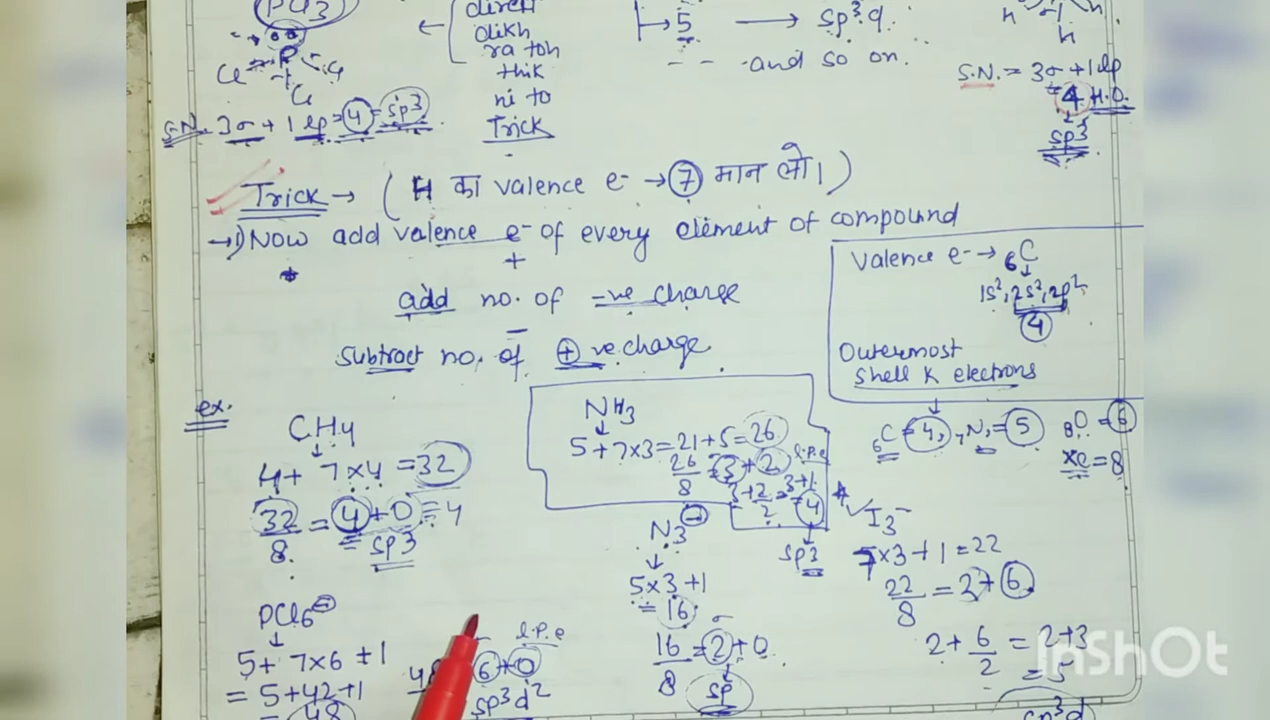 PCl3
direct
dikh
ra toh
thik
ni to
Trick
5 → sp³d
-- -and so on.
H
H
Cl
P
Cl
Cl
S.N. 3σ + 1 lp = 4 = sp3
S.N. = 3σ + 1 lp
= 4 H.O.
sp3
Trick → ( H का valence e- → 7 मान लो। )
→ 1) Now add valence e- of every element of compound
+
add no. of -ve charge
−
subtract no. of + ve charge
Valence e- → 6C
1s², 2s², 2p²
4
Outermost
shell K electrons
6C = 4, 7N, = 5
8O = 6
Xe = 8
ex.
CH4
4 + 7×4 = 32
32/8 = 4 + 0 = 4
sp3
NH3
5 + 7×3 = 21 + 5 = 26
26/8 = 3 + 2 l.P.e
3 + 2/2 = 3 + 1
= 4
sp3
N3-
5×3 + 1
= 16
16/8 = 2 + 0
σ
sp
I3-
7×3 + 1 = 22
22/8 = 2 + 6
2 + 6/2 = 2 + 3
= 5
sp³d
PCl6-
5 + 7×6 + 1
= 5 + 42 + 1
= 48
48
6 + 0
l.P.e
sp³d²
InShOt